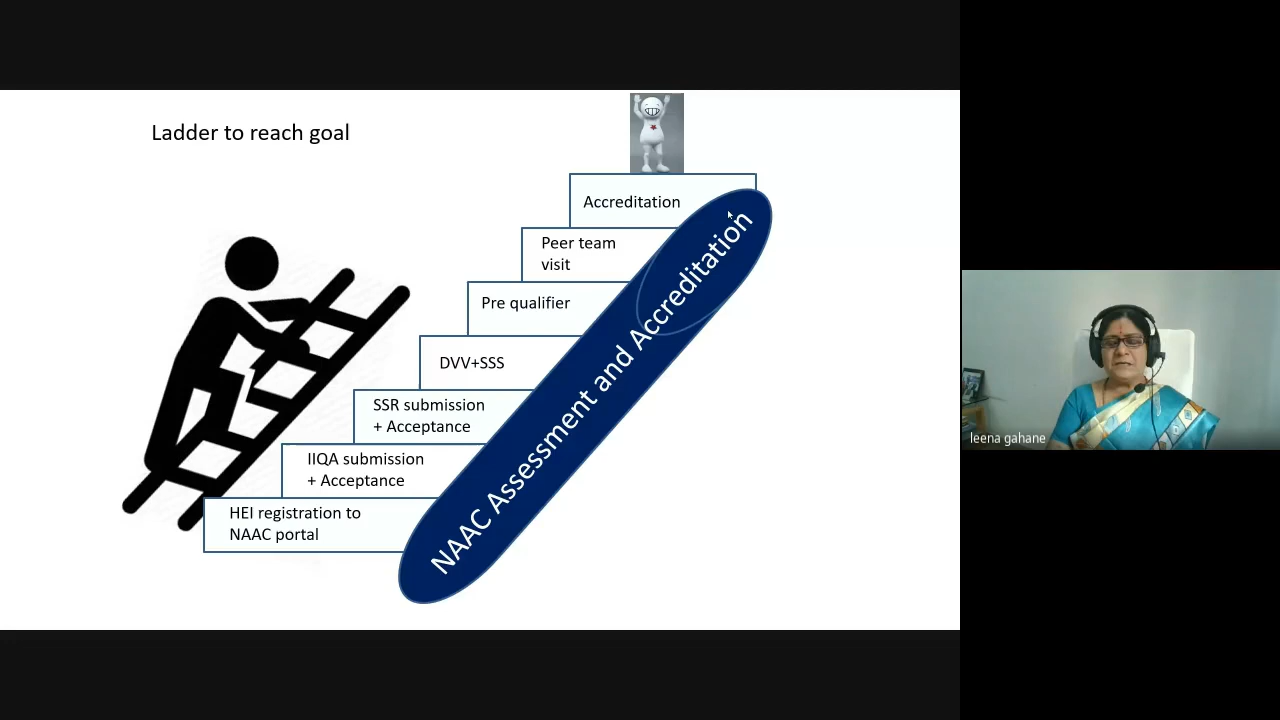 Ladder to reach goal
Accreditation
Peer team
visit
Pre qualifier
DVV+SSS
SSR submission
+ Acceptance
IIQA submission
+ Acceptance
HEI registration to
NAAC portal
NAAC Assessment and Accreditation
leena gahane